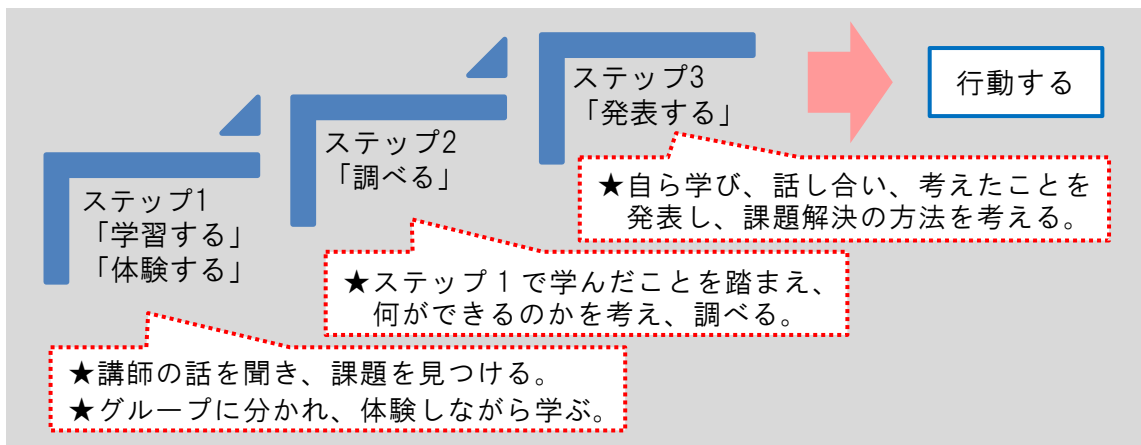 ステップ1
「学習する」
「体験する」
★講師の話を聞き、課題を見つける。
★グループに分かれ、体験しながら学ぶ。
ステップ2
「調べる」
★ステップ１で学んだことを踏まえ、
何ができるのかを考え、調べる。
ステップ3
「発表する」
★自ら学び、話し合い、考えたことを
発表し、課題解決の方法を考える。
行動する